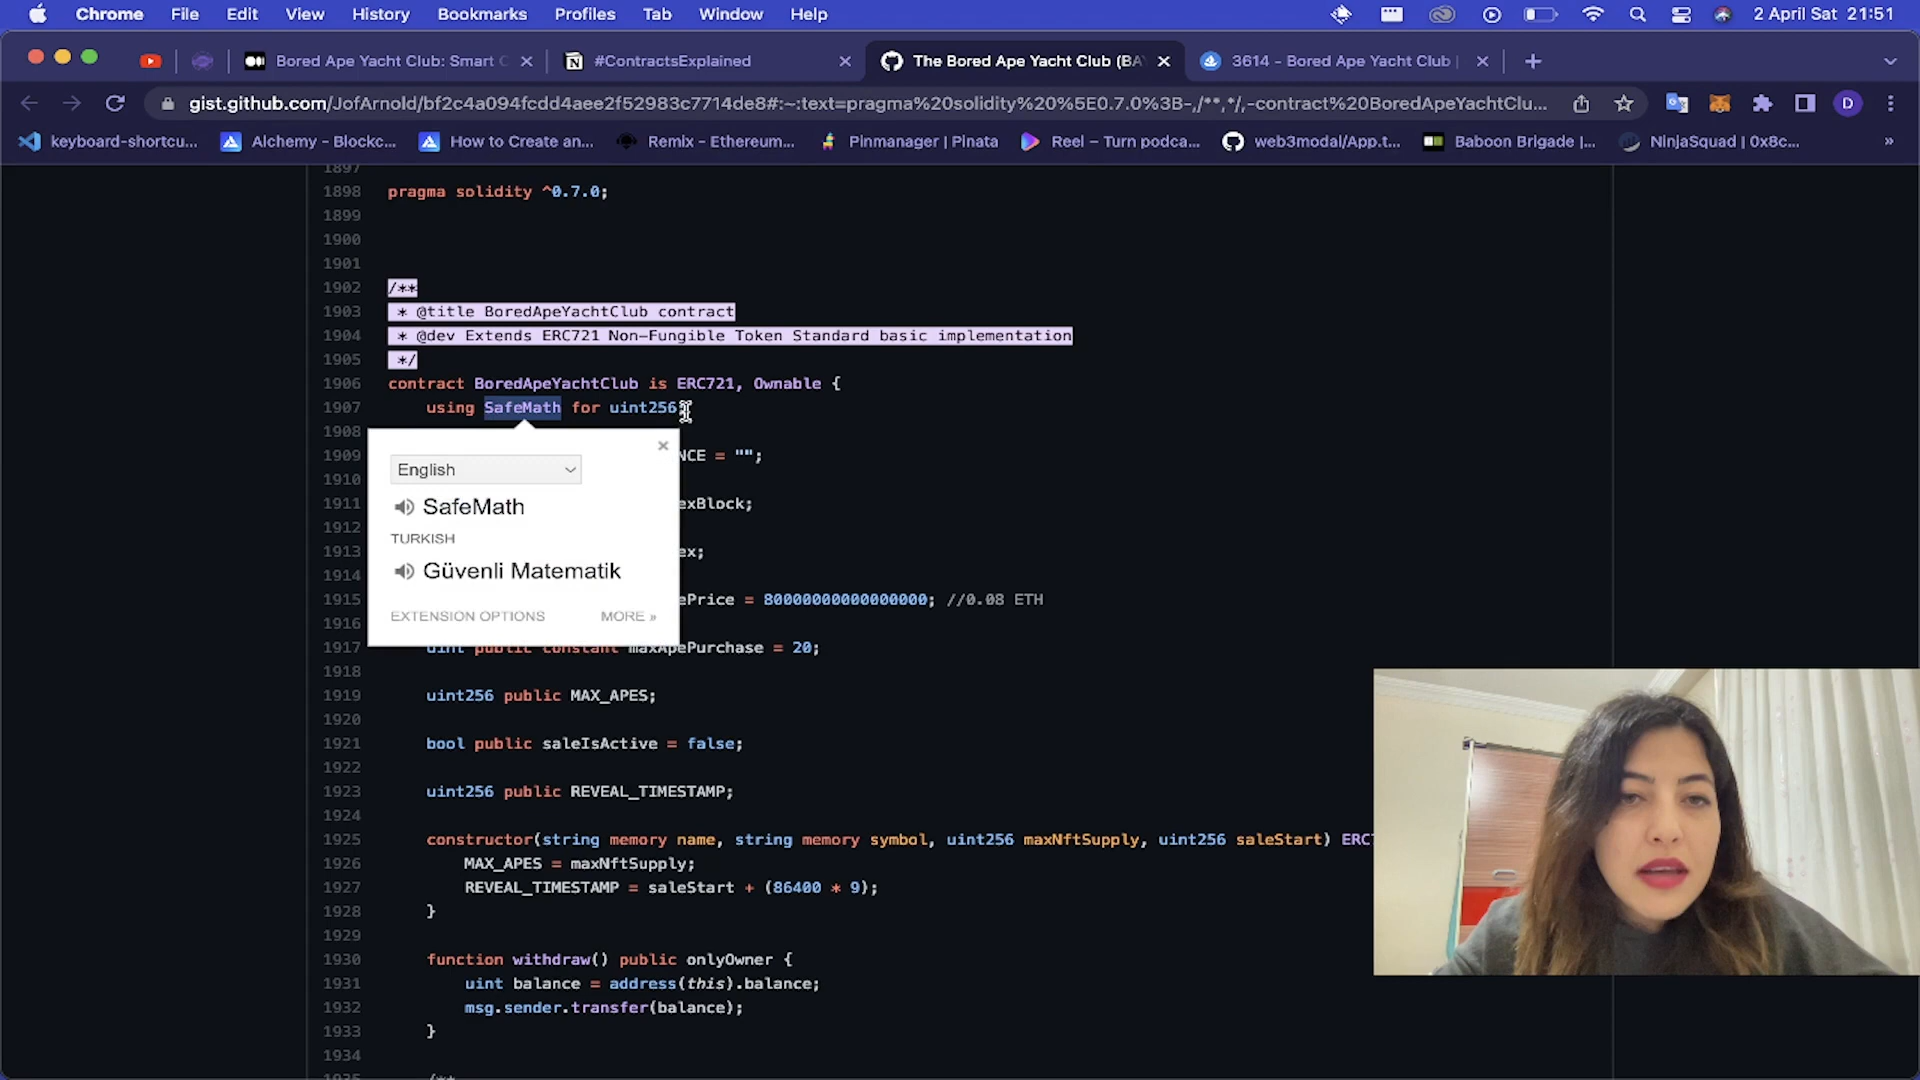 Chrome File Edit View History Bookmarks Profiles Tab Window Help 2 April Sat 21:51
Bored Ape Yacht Club: Smart C #ContractsExplained The Bored Ape Yacht Club (BA 3614 - Bored Ape Yacht Club |
gist.github.com/JofArnold/bf2c4a094fcdd4aee2f52983c7714de8#:~:text=pragma%20solidity%20%5E0.7.0%3B-,/**,*/,-contract%20BoredApeYachtClu... D
keyboard-shortcu... Alchemy – Blockc... How to Create an... Remix – Ethereum... Pinmanager | Pinata Reel – Turn podca... web3modal/App.t... Baboon Brigade |... NinjaSquad | 0x8c... »
1897
1898 pragma solidity ^0.7.0;
1899
1900
1901
1902 /**
1903 * @title BoredApeYachtClub contract
1904 * @dev Extends ERC721 Non-Fungible Token Standard basic implementation
1905 */
1906 contract BoredApeYachtClub is ERC721, Ownable {
1907 using SafeMath for uint256;
1908
1909 NCE = "";
1910
1911 exBlock;
1912
1913 ex;
1914
1915 ePrice = 80000000000000000; //0.08 ETH
1916
1917 uint public constant maxApePurchase = 20;
1918
1919 uint256 public MAX_APES;
1920
1921 bool public saleIsActive = false;
1922
1923 uint256 public REVEAL_TIMESTAMP;
1924
1925 constructor(string memory name, string memory symbol, uint256 maxNftSupply, uint256 saleStart) ERC7
1926 MAX_APES = maxNftSupply;
1927 REVEAL_TIMESTAMP = saleStart + (86400 * 9);
1928 }
1929
1930 function withdraw() public onlyOwner {
1931 uint balance = address(this).balance;
1932 msg.sender.transfer(balance);
1933 }
1934
1935 /**
English
SafeMath
TURKISH
Güvenli Matematik
EXTENSION OPTIONS MORE »